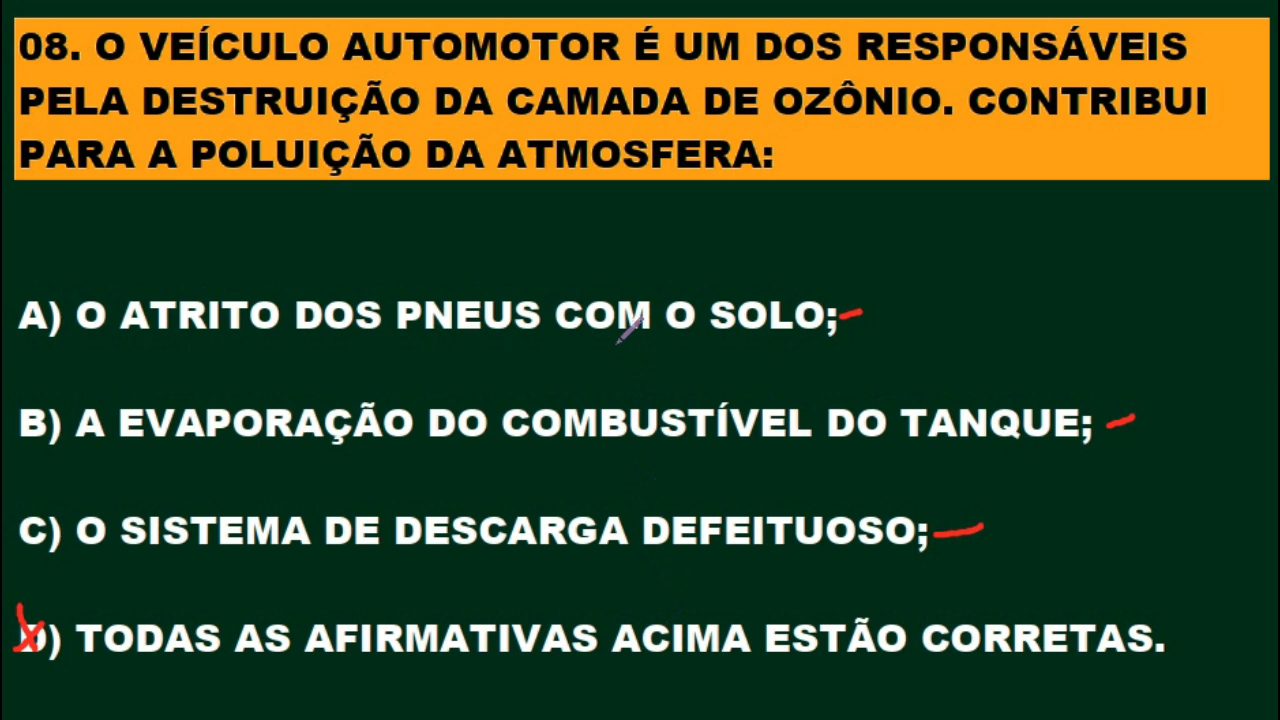 08. O VEÍCULO AUTOMOTOR É UM DOS RESPONSÁVEIS
PELA DESTRUIÇÃO DA CAMADA DE OZÔNIO. CONTRIBUI
PARA A POLUIÇÃO DA ATMOSFERA:
A) O ATRITO DOS PNEUS COM O SOLO;
B) A EVAPORAÇÃO DO COMBUSTÍVEL DO TANQUE;
C) O SISTEMA DE DESCARGA DEFEITUOSO;
D) TODAS AS AFIRMATIVAS ACIMA ESTÃO CORRETAS.